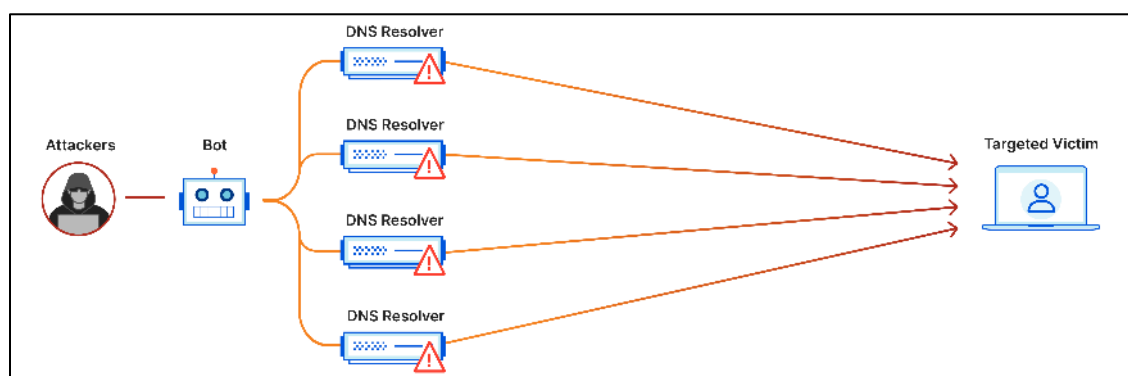 DNS Resolver
DNS Resolver
Attackers
Bot
Targeted Victim
DNS Resolver
DNS Resolver